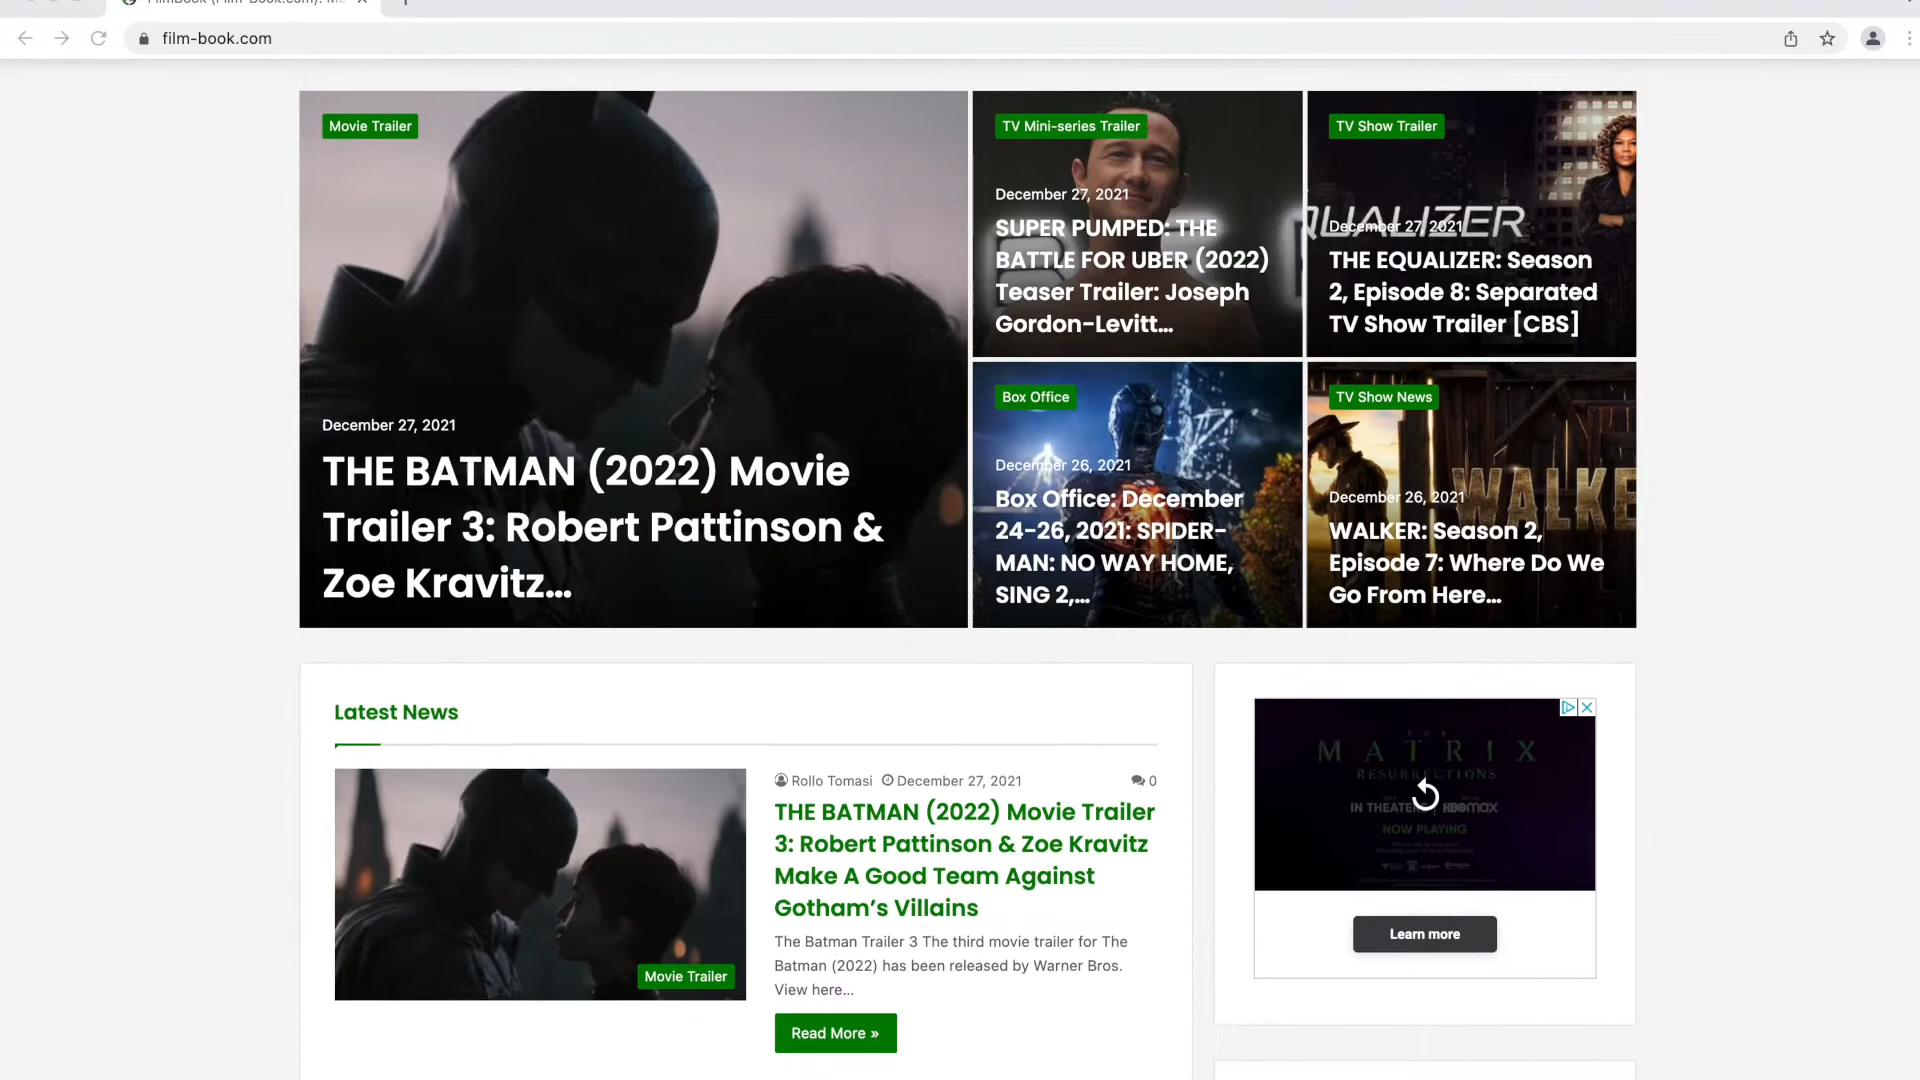 film-book.com
Movie Trailer
December 27, 2021
THE BATMAN (2022) Movie
Trailer 3: Robert Pattinson &
Zoe Kravitz...
TV Mini-series Trailer
December 27, 2021
SUPER PUMPED: THE
BATTLE FOR UBER (2022)
Teaser Trailer: Joseph
Gordon-Levitt...
TV Show Trailer
QUALIZER
December 27, 2021
THE EQUALIZER: Season
2, Episode 8: Separated
TV Show Trailer [CBS]
Box Office
December 26, 2021
Box Office: December
24-26, 2021: SPIDER-
MAN: NO WAY HOME,
SING 2,...
TV Show News
WALKE
December 26, 2021
WALKER: Season 2,
Episode 7: Where Do We
Go From Here...
Latest News
Movie Trailer
Rollo Tomasi December 27, 2021 0
THE BATMAN (2022) Movie Trailer
3: Robert Pattinson & Zoe Kravitz
Make A Good Team Against
Gotham’s Villains
The Batman Trailer 3 The third movie trailer for The
Batman (2022) has been released by Warner Bros.
View here...
Read More »
THE
MATRIX
RESURRECTIONS
IN THEATERS HBOMAX
NOW PLAYING
Learn more